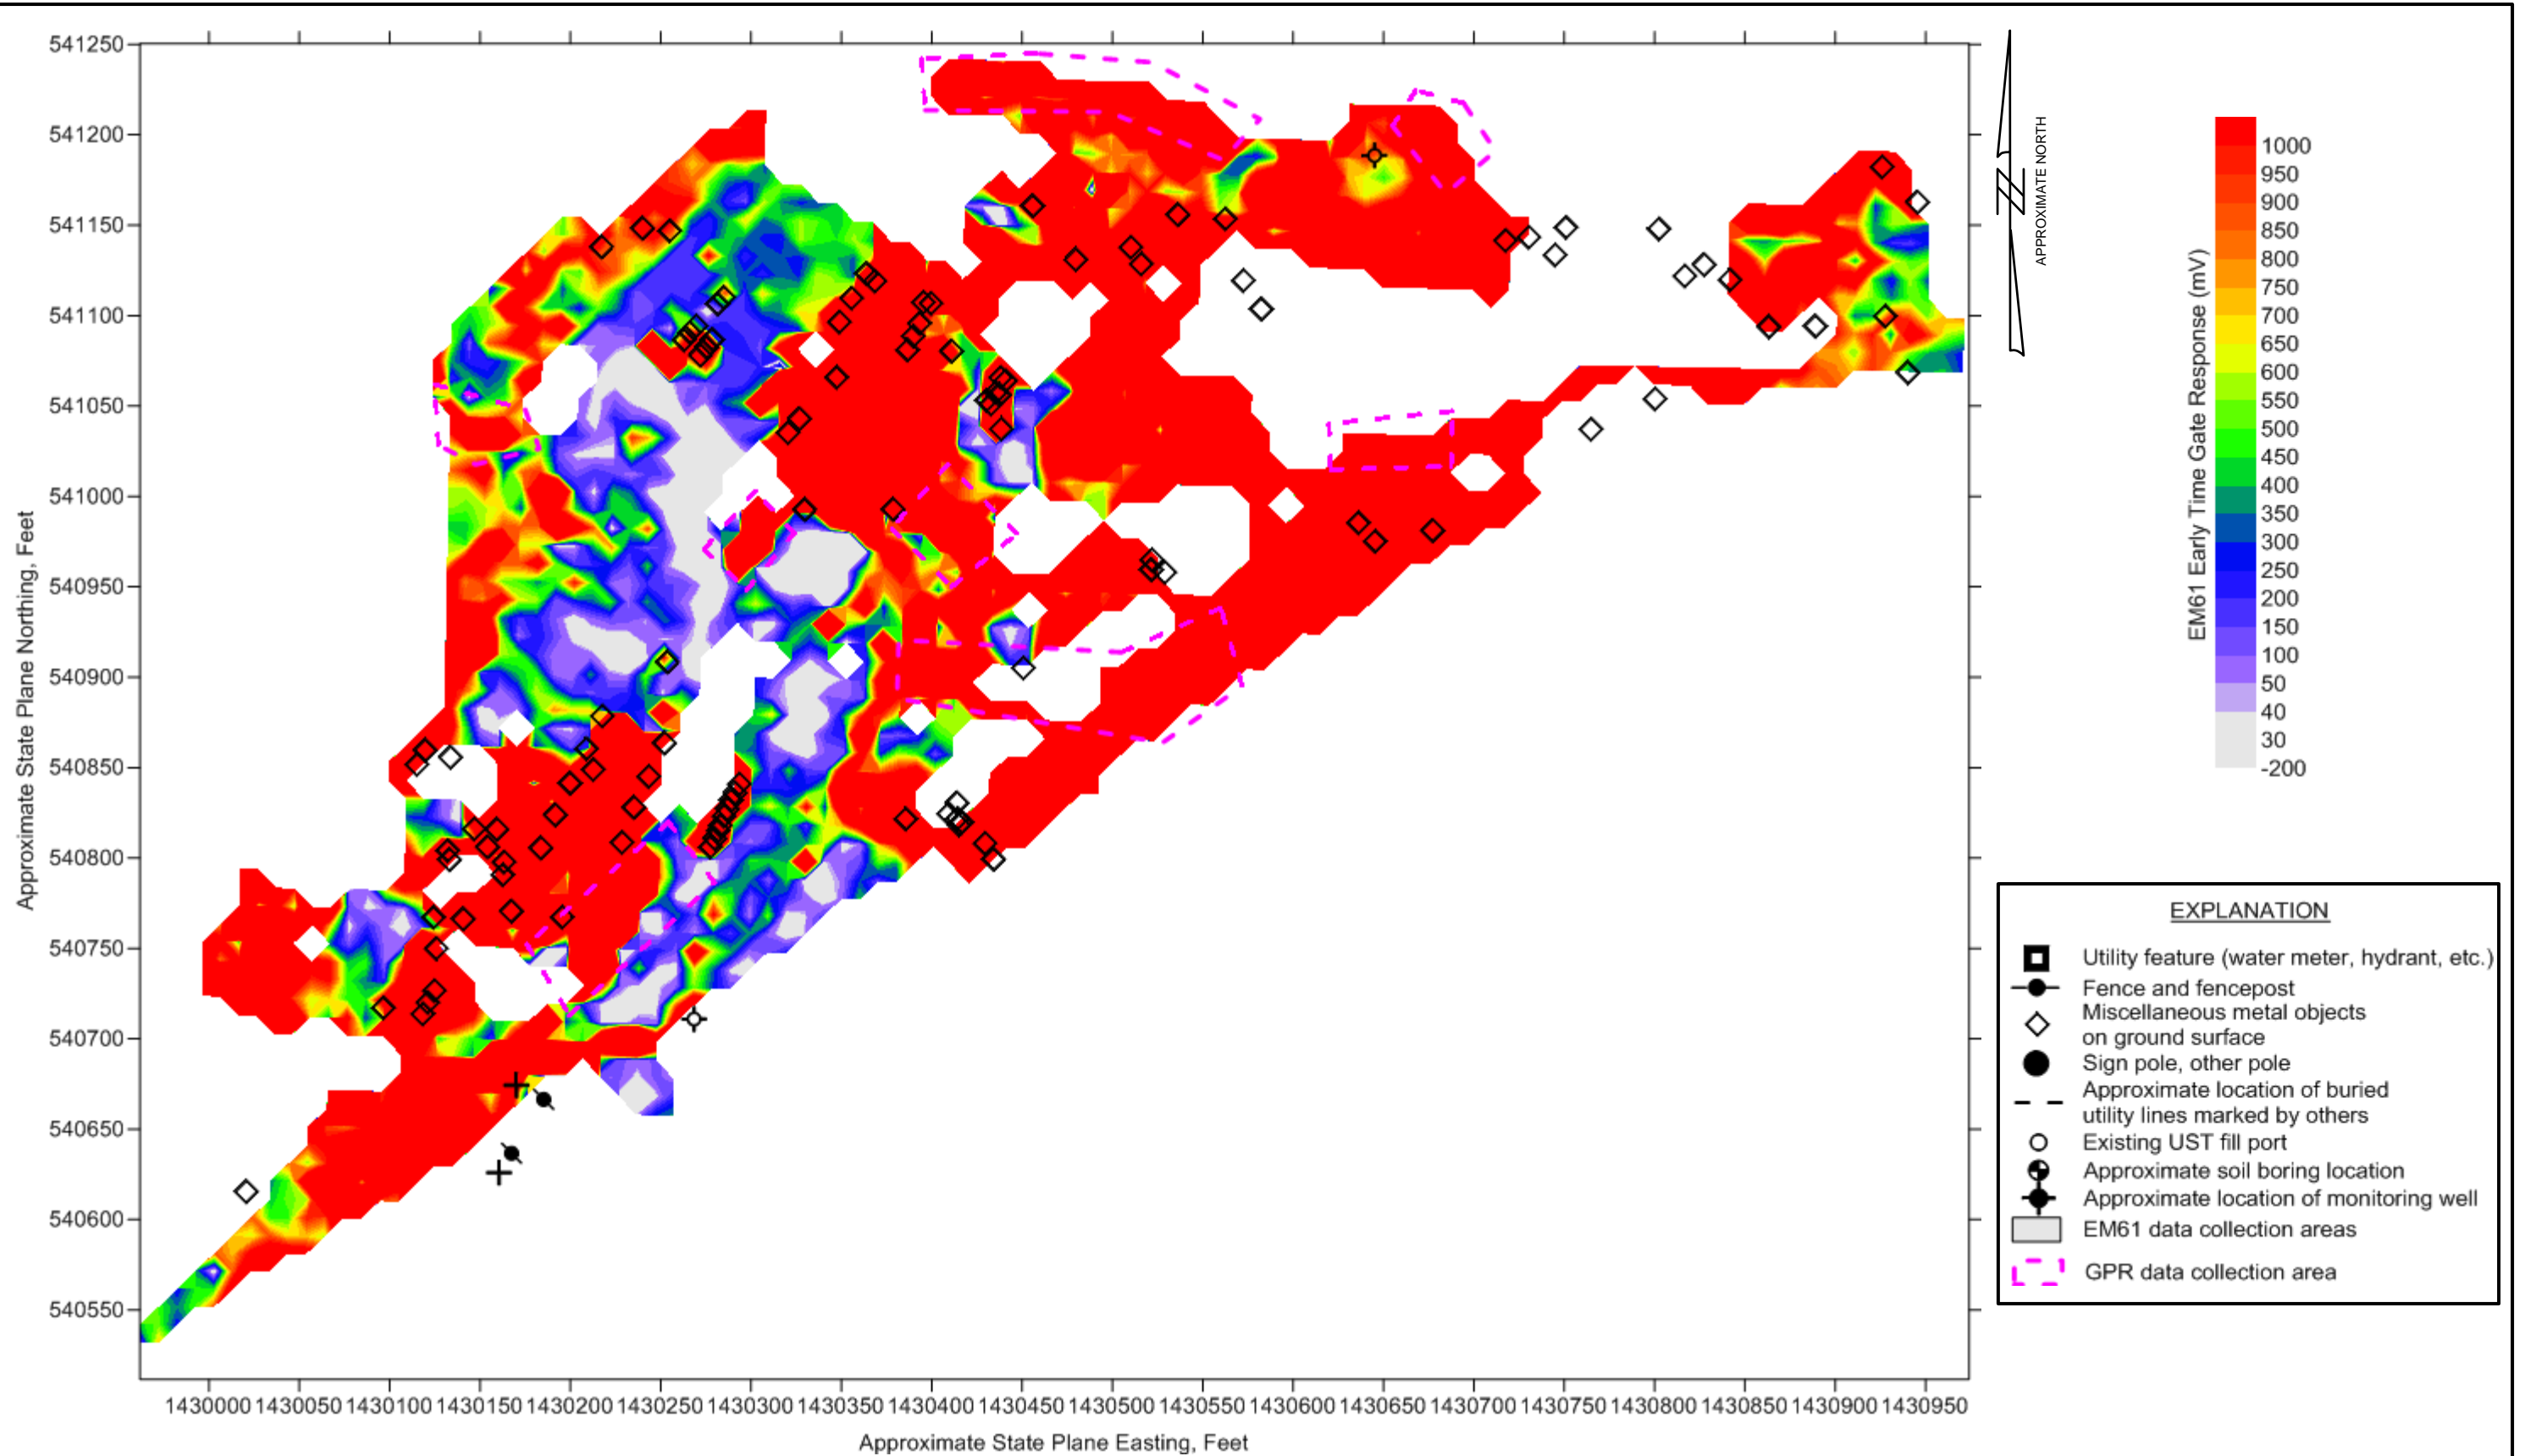 541250
541200
541150
541100
541050
541000
540950
540900
540850
540800
540750
540700
540650
540600
540550
Approximate State Plane Northing, Feet
1430000 1430050 1430100 1430150 1430200 1430250 1430300 1430350 1430400 1430450 1430500 1430550 1430600 1430650 1430700 1430750 1430800 1430850 1430900 1430950
Approximate State Plane Easting, Feet
N
APPROXIMATE NORTH
EM61 Early Time Gate Response (mV)
1000
950
900
850
800
750
700
650
600
550
500
450
400
350
300
250
200
150
100
50
40
30
-200
EXPLANATION
Utility feature (water meter, hydrant, etc.)
Fence and fencepost
Miscellaneous metal objects
on ground surface
Sign pole, other pole
Approximate location of buried
utility lines marked by others
Existing UST fill port
Approximate soil boring location
Approximate location of monitoring well
EM61 data collection areas
GPR data collection area